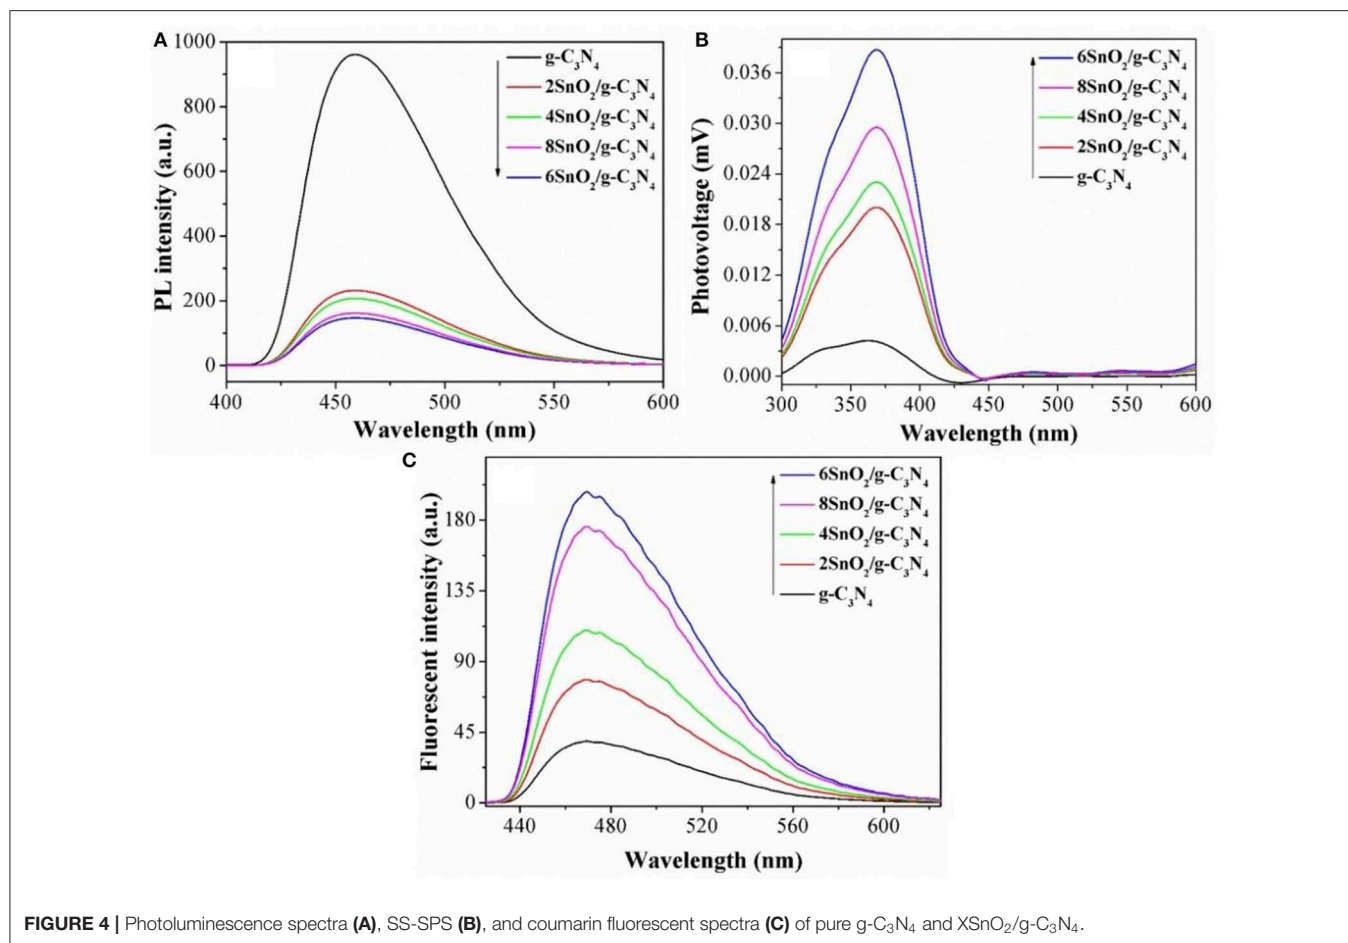 A
1000
800
600
400
200
0
400 450 500 550 600
PL intensity (a.u.)
Wavelength (nm)
g-C₃N₄
2SnO₂/g-C₃N₄
4SnO₂/g-C₃N₄
8SnO₂/g-C₃N₄
6SnO₂/g-C₃N₄
B
0.036
0.030
0.024
0.018
0.012
0.006
0.000
300 350 400 450 500 550 600
Photovoltage (mV)
Wavelength (nm)
6SnO₂/g-C₃N₄
8SnO₂/g-C₃N₄
4SnO₂/g-C₃N₄
2SnO₂/g-C₃N₄
g-C₃N₄
C
180
135
90
45
0
440 480 520 560 600
Fluorescent intensity (a.u.)
Wavelength (nm)
6SnO₂/g-C₃N₄
8SnO₂/g-C₃N₄
4SnO₂/g-C₃N₄
2SnO₂/g-C₃N₄
g-C₃N₄
FIGURE 4 | Photoluminescence spectra (A), SS-SPS (B), and coumarin fluorescent spectra (C) of pure g-C₃N₄ and XSnO₂/g-C₃N₄.